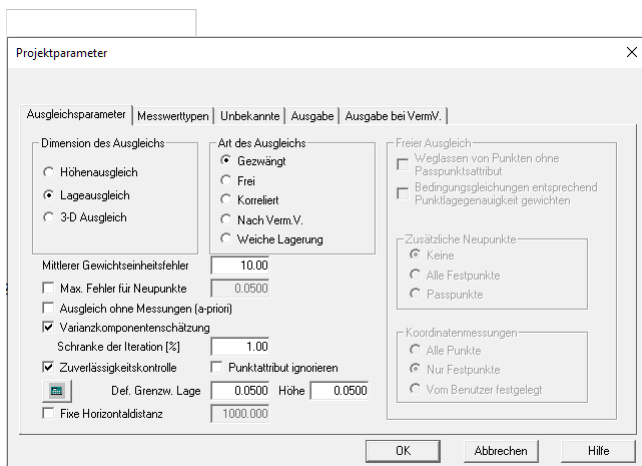 Projektparameter
Ausgleichsparameter Messwerttypen Unbekannte Ausgabe Ausgabe bei VermV.
Dimension des Ausgleichs
Höhenausgleich
Lageausgleich
3-D Ausgleich
Art des Ausgleichs
Gezwängt
Frei
Korreliert
Nach Verm.V.
Weiche Lagerung
Mittlerer Gewichtseinheitsfehler 10.00
Max. Fehler für Neupunkte 0.0500
Ausgleich ohne Messungen (a-priori)
Varianzkomponentenschätzung
Schranke der Iteration [%] 1.00
Zuverlässigkeitskontrolle Punktattribut ignorieren
Def. Grenzw. Lage 0.0500 Höhe 0.0500
Fixe Horizontaldistanz 1000.000
Freier Ausgleich
Weglassen von Punkten ohne
Passpunktsattribut
Bedingungsgleichungen entsprechend
Punktlagegenauigkeit gewichten
Zusätzliche Neupunkte
Keine
Alle Festpunkte
Passpunkte
Koordinatenmessungen
Alle Punkte
Nur Festpunkte
Vom Benutzer festgelegt
OK Abbrechen Hilfe